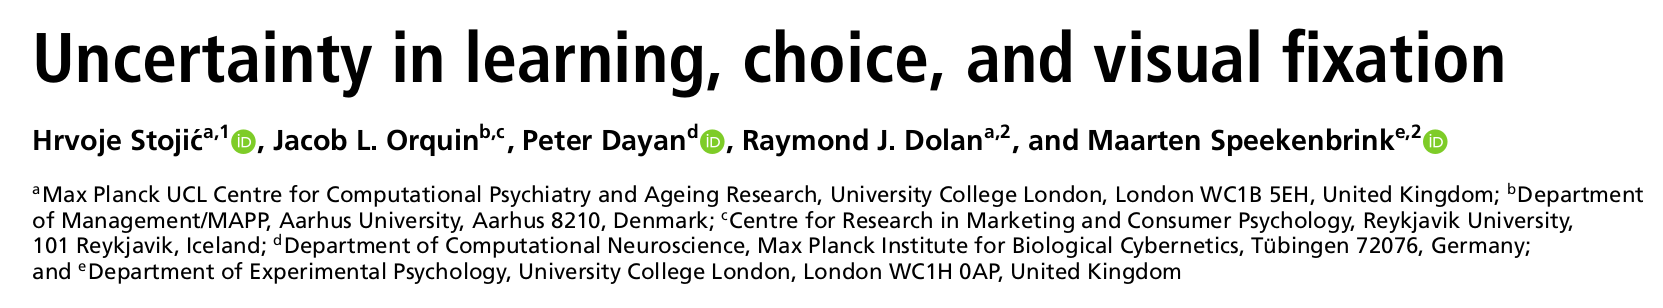 Uncertainty in learning, choice, and visual fixation
Hrvoje Stojić^a,1 iD, Jacob L. Orquin^b,c, Peter Dayan^d iD, Raymond J. Dolan^a,2, and Maarten Speekenbrink^e,2 iD
^a Max Planck UCL Centre for Computational Psychiatry and Ageing Research, University College London, London WC1B 5EH, United Kingdom; ^b Department
of Management/MAPP, Aarhus University, Aarhus 8210, Denmark; ^c Centre for Research in Marketing and Consumer Psychology, Reykjavik University,
101 Reykjavik, Iceland; ^d Department of Computational Neuroscience, Max Planck Institute for Biological Cybernetics, Tübingen 72076, Germany;
and ^e Department of Experimental Psychology, University College London, London WC1H 0AP, United Kingdom